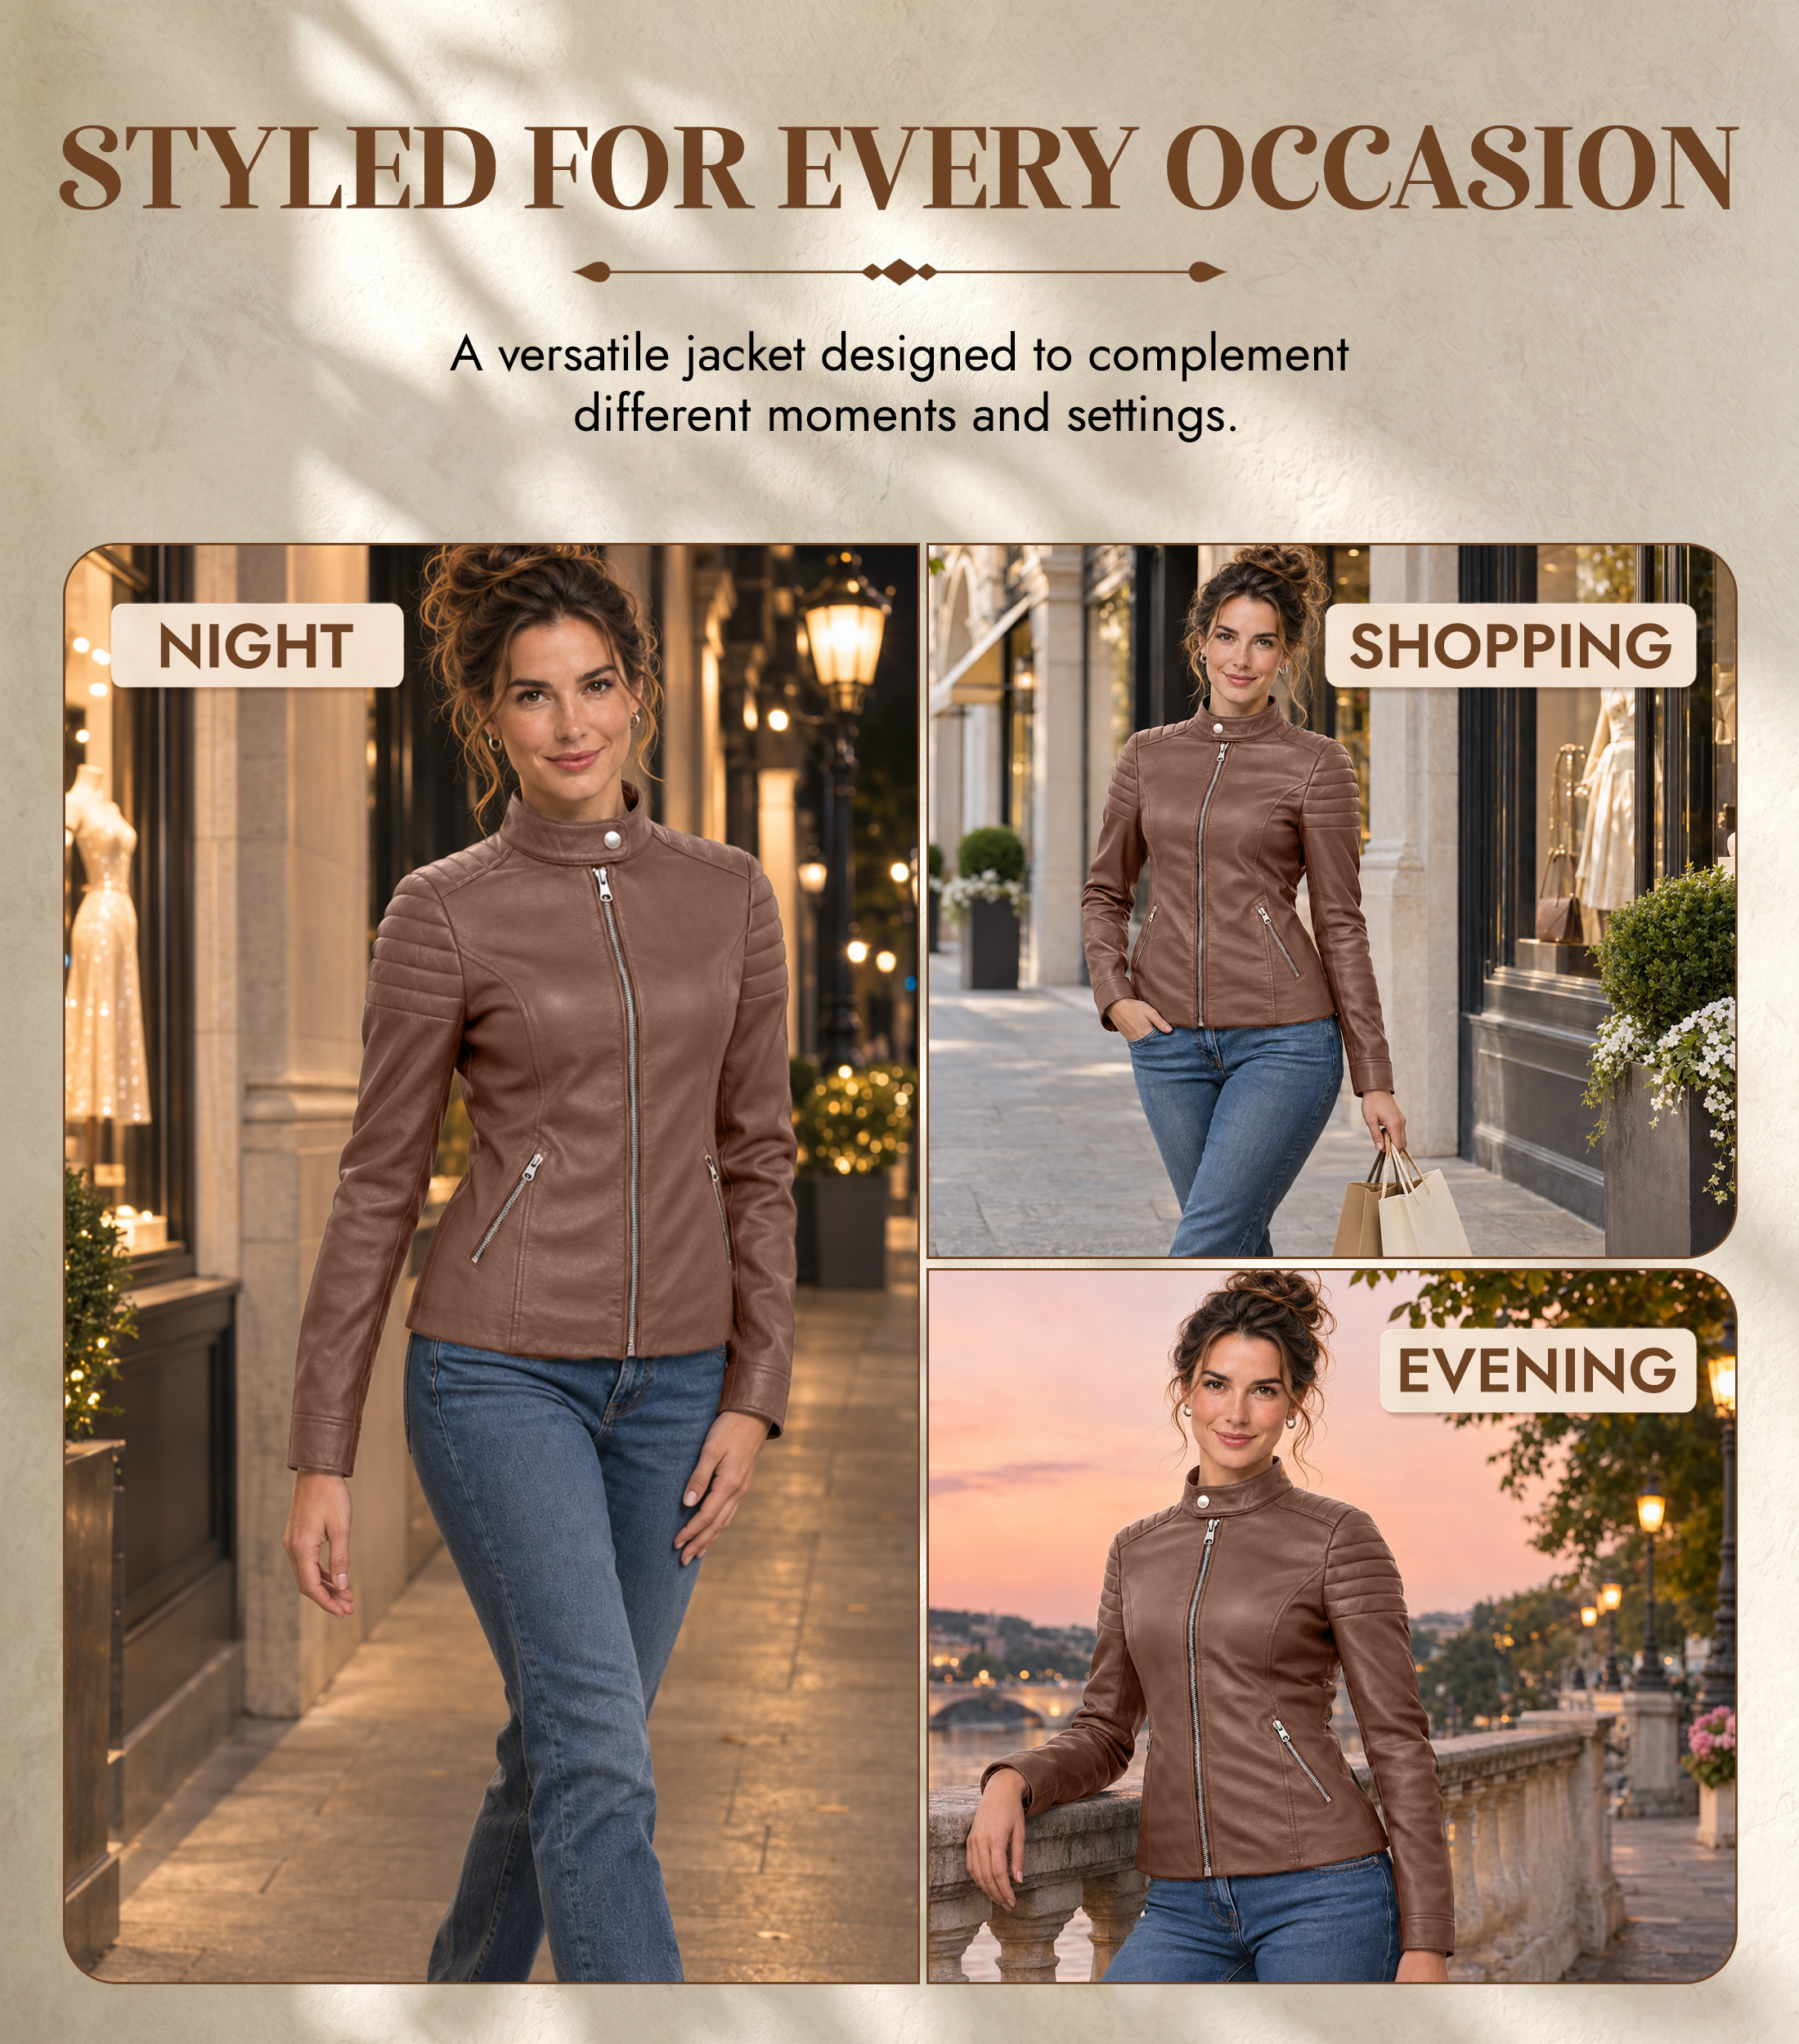 STYLED FOR EVERY OCCASION
A versatile jacket designed to complement
different moments and settings.
NIGHT
SHOPPING
EVENING